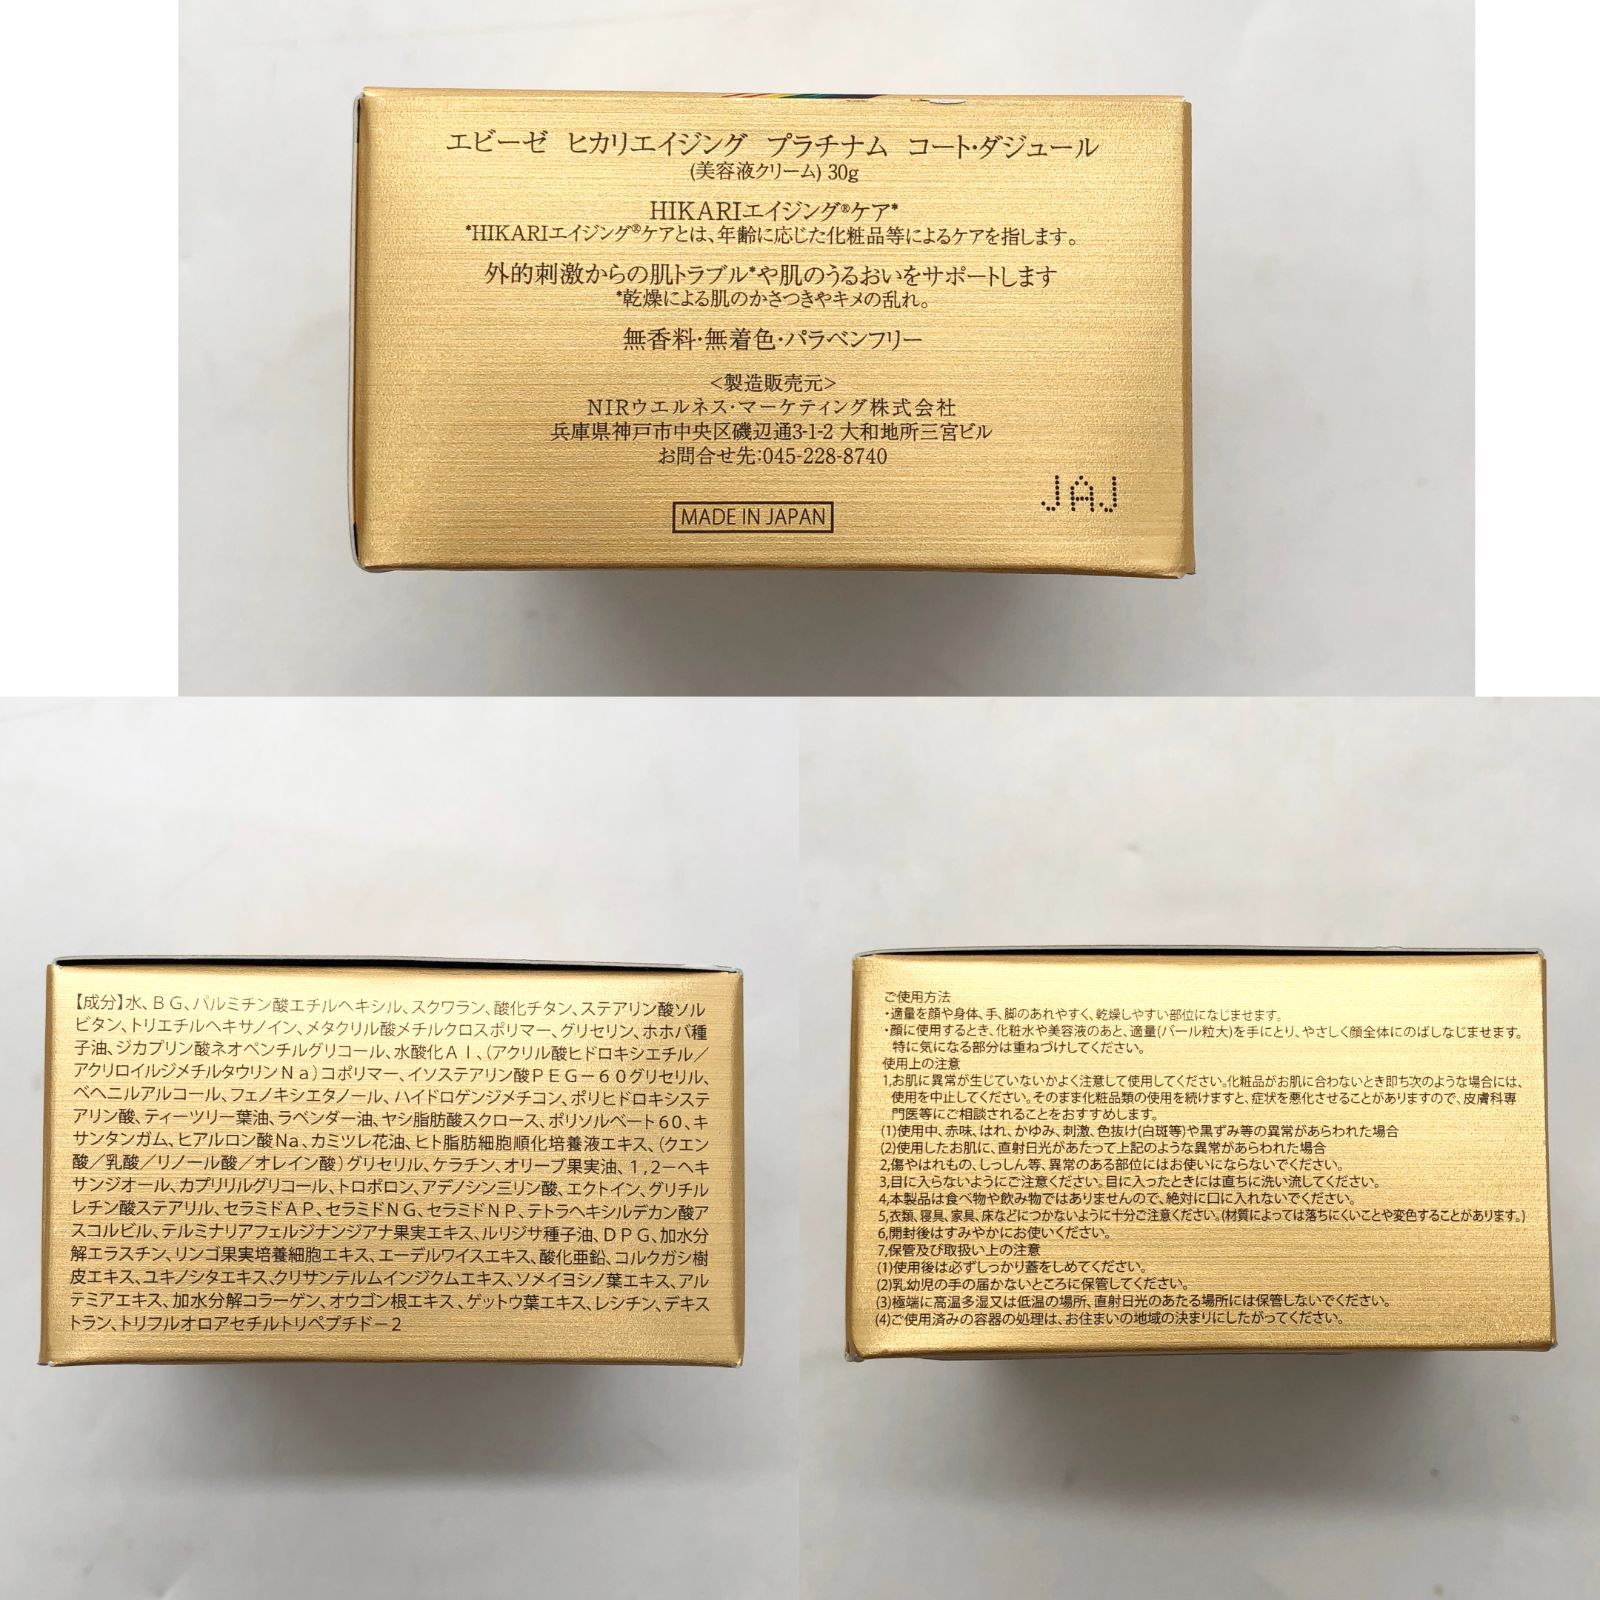 エビーゼ ヒカリエイジング プラチナム コート・ダジュール
(美容液クリーム) 30g
HIKARIエイジング®ケア*
*HIKARIエイジング®ケアとは、年齢に応じた化粧品等によるケアを指します。
外的刺激からの肌トラブル*や肌のうるおいをサポートします
*乾燥による肌のかさつきやキメの乱れ。
無香料・無着色・パラベンフリー
<製造販売元>
NIRウエルネス・マーケティング株式会社
兵庫県神戸市中央区磯辺通3-1-2 大和地所三宮ビル
お問合せ先:045-228-8740
MADE IN JAPAN
JAJ
【成分】水、ＢＧ、パルミチン酸エチルヘキシル、スクワラン、酸化チタン、ステアリン酸ソル
ビタン、トリエチルヘキサノイン、メタクリル酸メチルクロスポリマー、グリセリン、ホホバ種
子油、ジカプリン酸ネオペンチルグリコール、水酸化Ａｌ、（アクリル酸ヒドロキシエチル／
アクリロイルジメチルタウリンＮａ）コポリマー、イソステアリン酸ＰＥＧ－６０グリセリル、
ベヘニルアルコール、フェノキシエタノール、ハイドロゲンジメチコン、ポリヒドロキシステ
アリン酸、ティーツリー葉油、ラベンダー油、ヤシ脂肪酸スクロース、ポリソルベート６０、キ
サンタンガム、ヒアルロン酸Ｎａ、カミツレ花油、ヒト脂肪細胞順化培養液エキス、（クエン
酸／乳酸／リノール酸／オレイン酸）グリセリル、ケラチン、オリーブ果実油、１，２－ヘキ
サンジオール、カプリリルグリコール、トロポロン、アデノシン三リン酸、エクトイン、グリチル
レチン酸ステアリル、セラミドＡＰ、セラミドＮＧ、セラミドＮＰ、テトラヘキシルデカン酸ア
スコルビル、テルミナリアフェルジナンジアナ果実エキス、ルリジサ種子油、ＤＰＧ、加水分
解エラスチン、リンゴ果実培養細胞エキス、エーデルワイスエキス、酸化亜鉛、コルクガシ樹
皮エキス、ユキノシタエキス、クリサンテルムインジクムエキス、ソメイヨシノ葉エキス、アル
テミアエキス、加水分解コラーゲン、オウゴン根エキス、ゲットウ葉エキス、レシチン、デキス
トラン、トリフルオロアセチルトリペプチド－２
ご使用方法
・適量を顔や身体、手、脚のあれやすく、乾燥しやすい部位になじませます。
・顔に使用するとき、化粧水や美容液のあと、適量(パール粒大)を手にとり、やさしく顔全体にのばしなじませます。
特に気になる部分は重ねづけしてください。
使用上の注意
1,お肌に異常が生じていないかよく注意して使用してください。化粧品がお肌に合わないとき即ち次のような場合には、
使用を中止してください。そのまま化粧品類の使用を続けますと、症状を悪化させることがありますので、皮膚科専
門医等にご相談されることをおすすめします。
(1)使用中、赤味、はれ、かゆみ、刺激、色抜け(白斑等)や黒ずみ等の異常があらわれた場合
(2)使用したお肌に、直射日光があたって上記のような異常があらわれた場合
2,傷やはれもの、しっしん等、異常のある部位にはお使いにならないでください。
3,目に入らないようにご注意ください。目に入ったときには直ちに洗い流してください。
4,本製品は食べ物や飲み物ではありませんので、絶対に口に入れないでください。
5,衣類、寝具、家具、床などにつかないように十分ご注意ください。(材質によっては落ちにくいことや変色することがあります。)
6,開封後はすみやかにお使いください。
7,保管及び取扱い上の注意
(1)使用後は必ずしっかり蓋をしめてください。
(2)乳幼児の手の届かないところに保管してください。
(3)極端に高温多湿又は低温の場所、直射日光のあたる場所には保管しないでください。
(4)ご使用済みの容器の処理は、お住まいの地域の決まりにしたがってください。